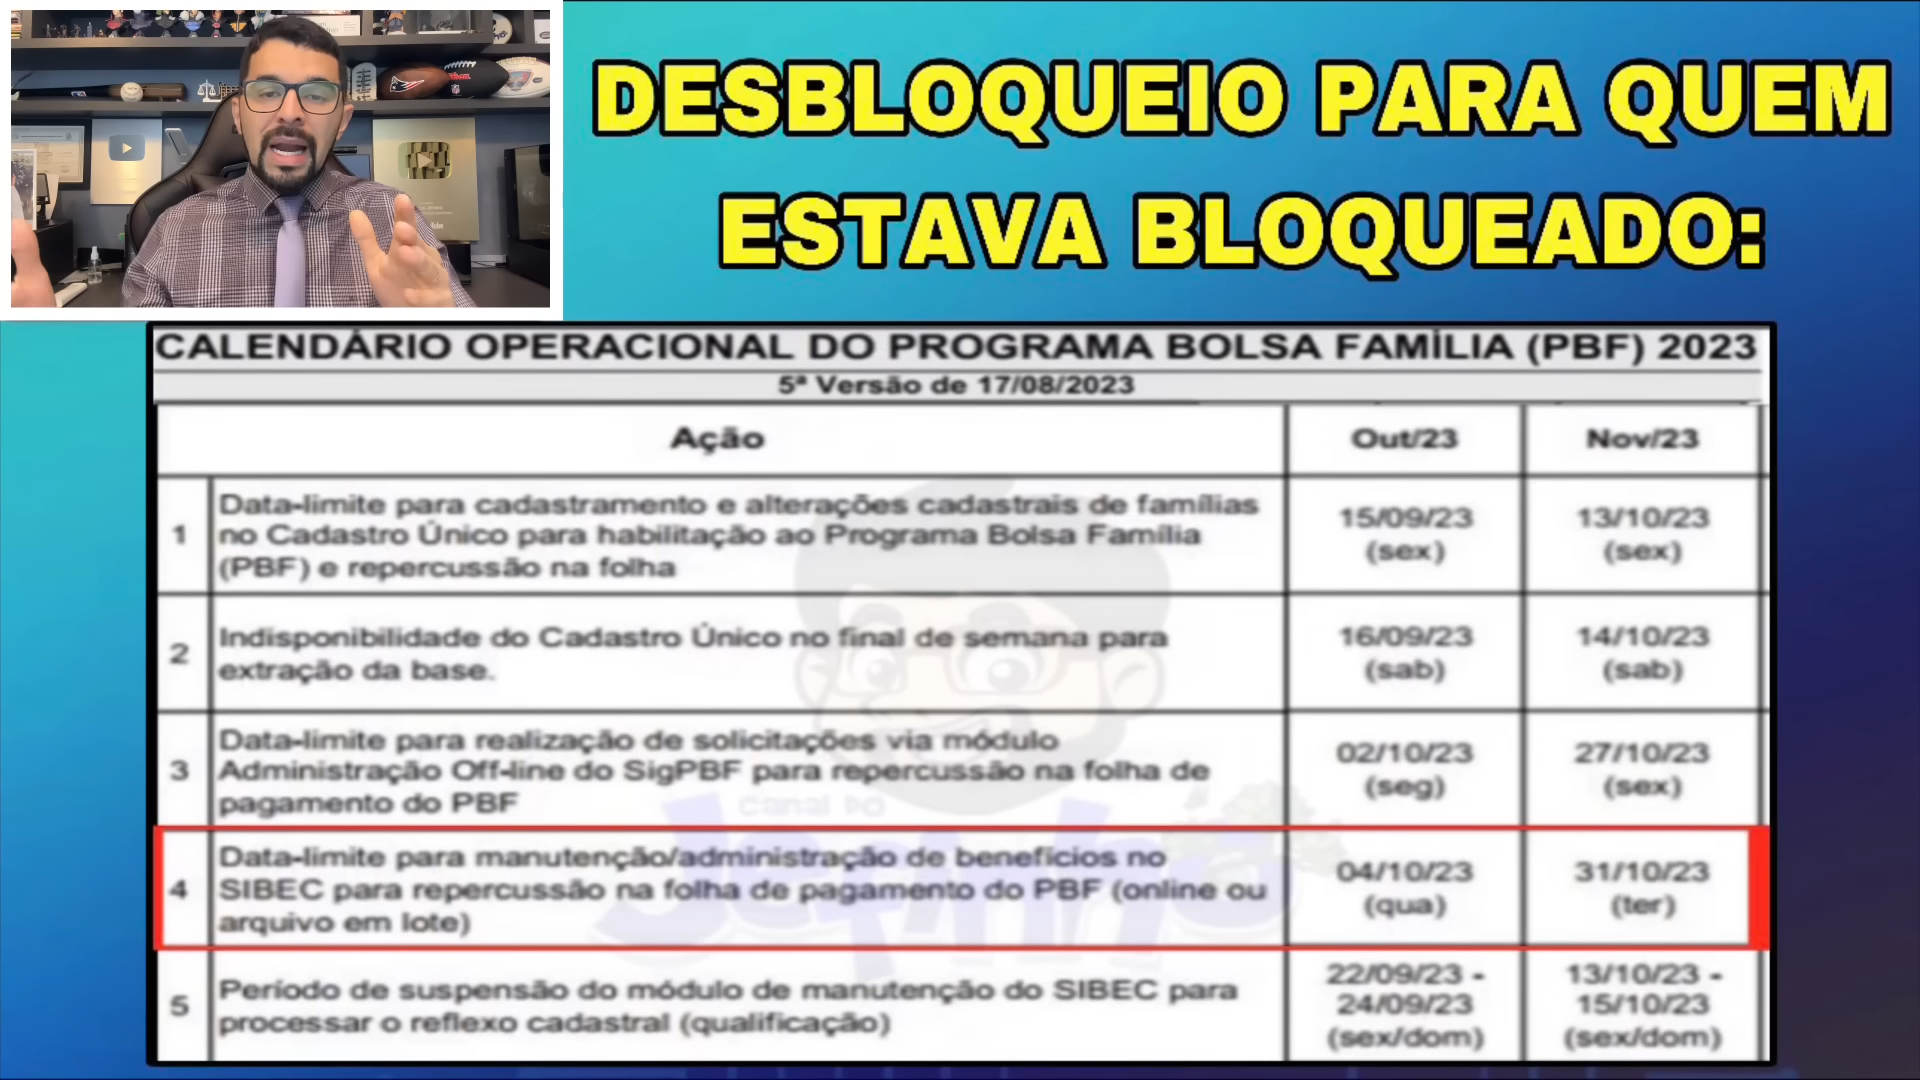 DESBLOQUEIO PARA QUEM
ESTAVA BLOQUEADO:
CALENDÁRIO OPERACIONAL DO PROGRAMA BOLSA FAMÍLIA (PBF) 2023
5ª Versão de 17/08/2023
Ação
Out/23
Nov/23
1
Data-limite para cadastramento e alterações cadastrais de famílias
no Cadastro Único para habilitação ao Programa Bolsa Família
(PBF) e repercussão na folha
15/09/23
(sex)
13/10/23
(sex)
2
Indisponibilidade do Cadastro Único no final de semana para
extração da base.
16/09/23
(sab)
14/10/23
(sab)
3
Data-limite para realização de solicitações via módulo
Administração Off-line do SigPBF para repercussão na folha de
pagamento do PBF
02/10/23
(seg)
27/10/23
(sex)
4
Data-limite para manutenção/administração de benefícios no
SIBEC para repercussão na folha de pagamento do PBF (online ou
arquivo em lote)
04/10/23
(qua)
31/10/23
(ter)
5
Período de suspensão do módulo de manutenção do SIBEC para
processar o reflexo cadastral (qualificação)
22/09/23 -
24/09/23
(sex/dom)
13/10/23 -
15/10/23
(sex/dom)
Canal do